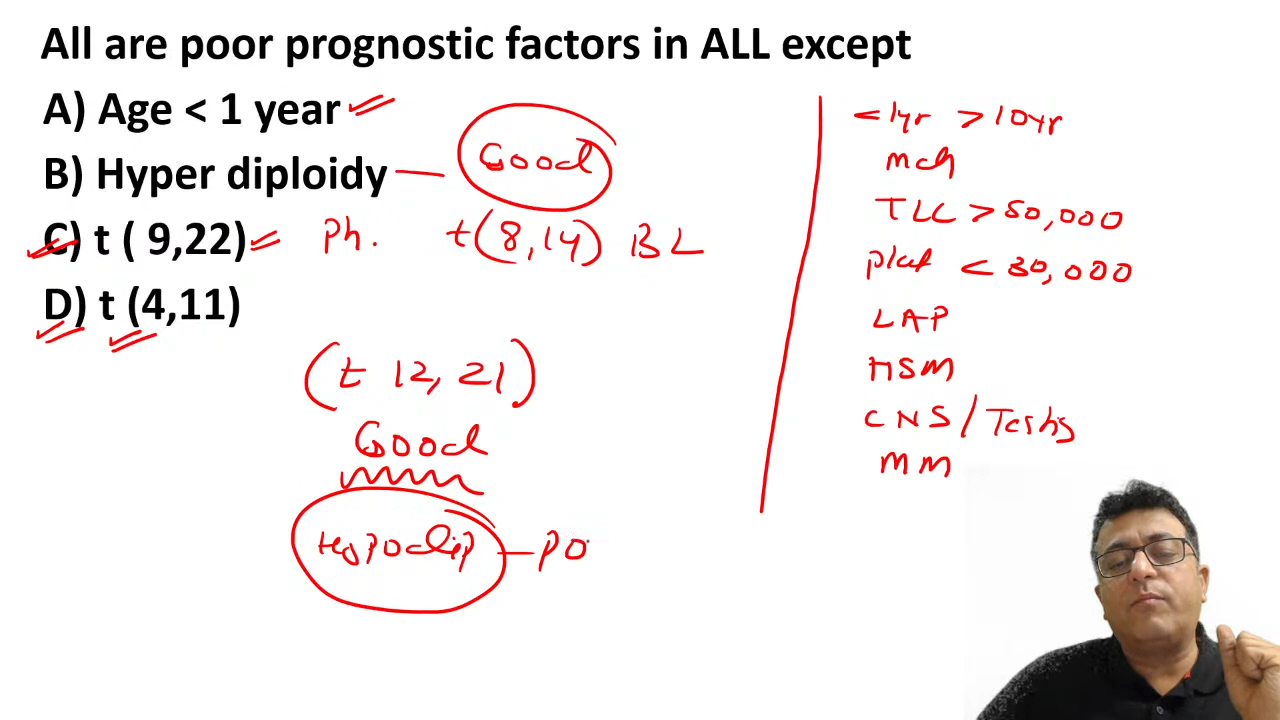 All are poor prognostic factors in ALL except
A) Age < 1 year
B) Hyper diploidy — Good
C) t ( 9,22) Ph. t(8,14) BL
D) t (4,11)
(t 12, 21)
Good
Hypodip — PO
< 1yr > 10yr
TLC > 50,000
plat < 30,000
LAP
HSM
CNS / Testis
MM